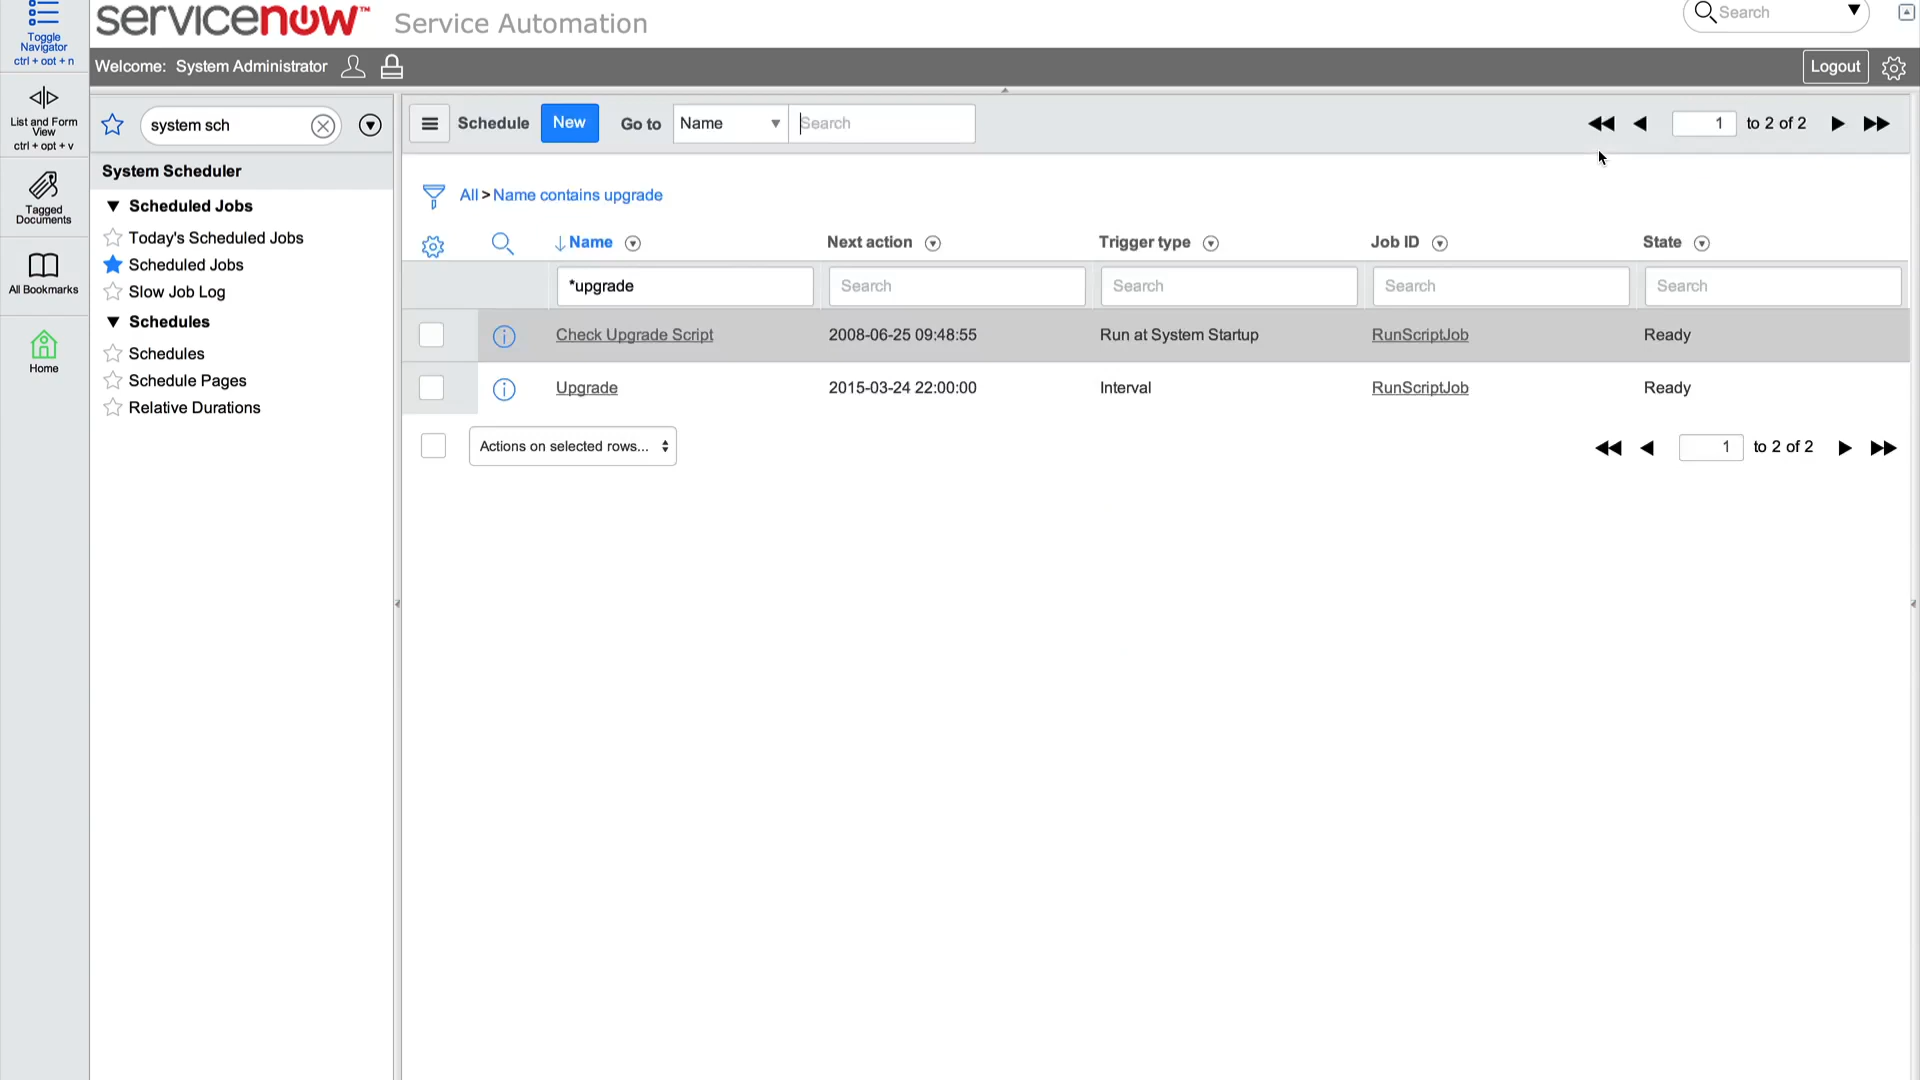 servicenow™ Service Automation
Search
Toggle
Navigator
ctrl + opt + n
Welcome: System Administrator
Logout
List and Form
View
ctrl + opt + v
system sch
Schedule New Go to Name Search
1 to 2 of 2
System Scheduler
Scheduled Jobs
Today's Scheduled Jobs
Scheduled Jobs
Slow Job Log
Schedules
Schedules
Schedule Pages
Relative Durations
Tagged
Documents
All Bookmarks
Home
All > Name contains upgrade
Name Next action Trigger type Job ID State
*upgrade Search Search Search Search
Check Upgrade Script 2008-06-25 09:48:55 Run at System Startup RunScriptJob Ready
Upgrade 2015-03-24 22:00:00 Interval RunScriptJob Ready
Actions on selected rows... 1 to 2 of 2